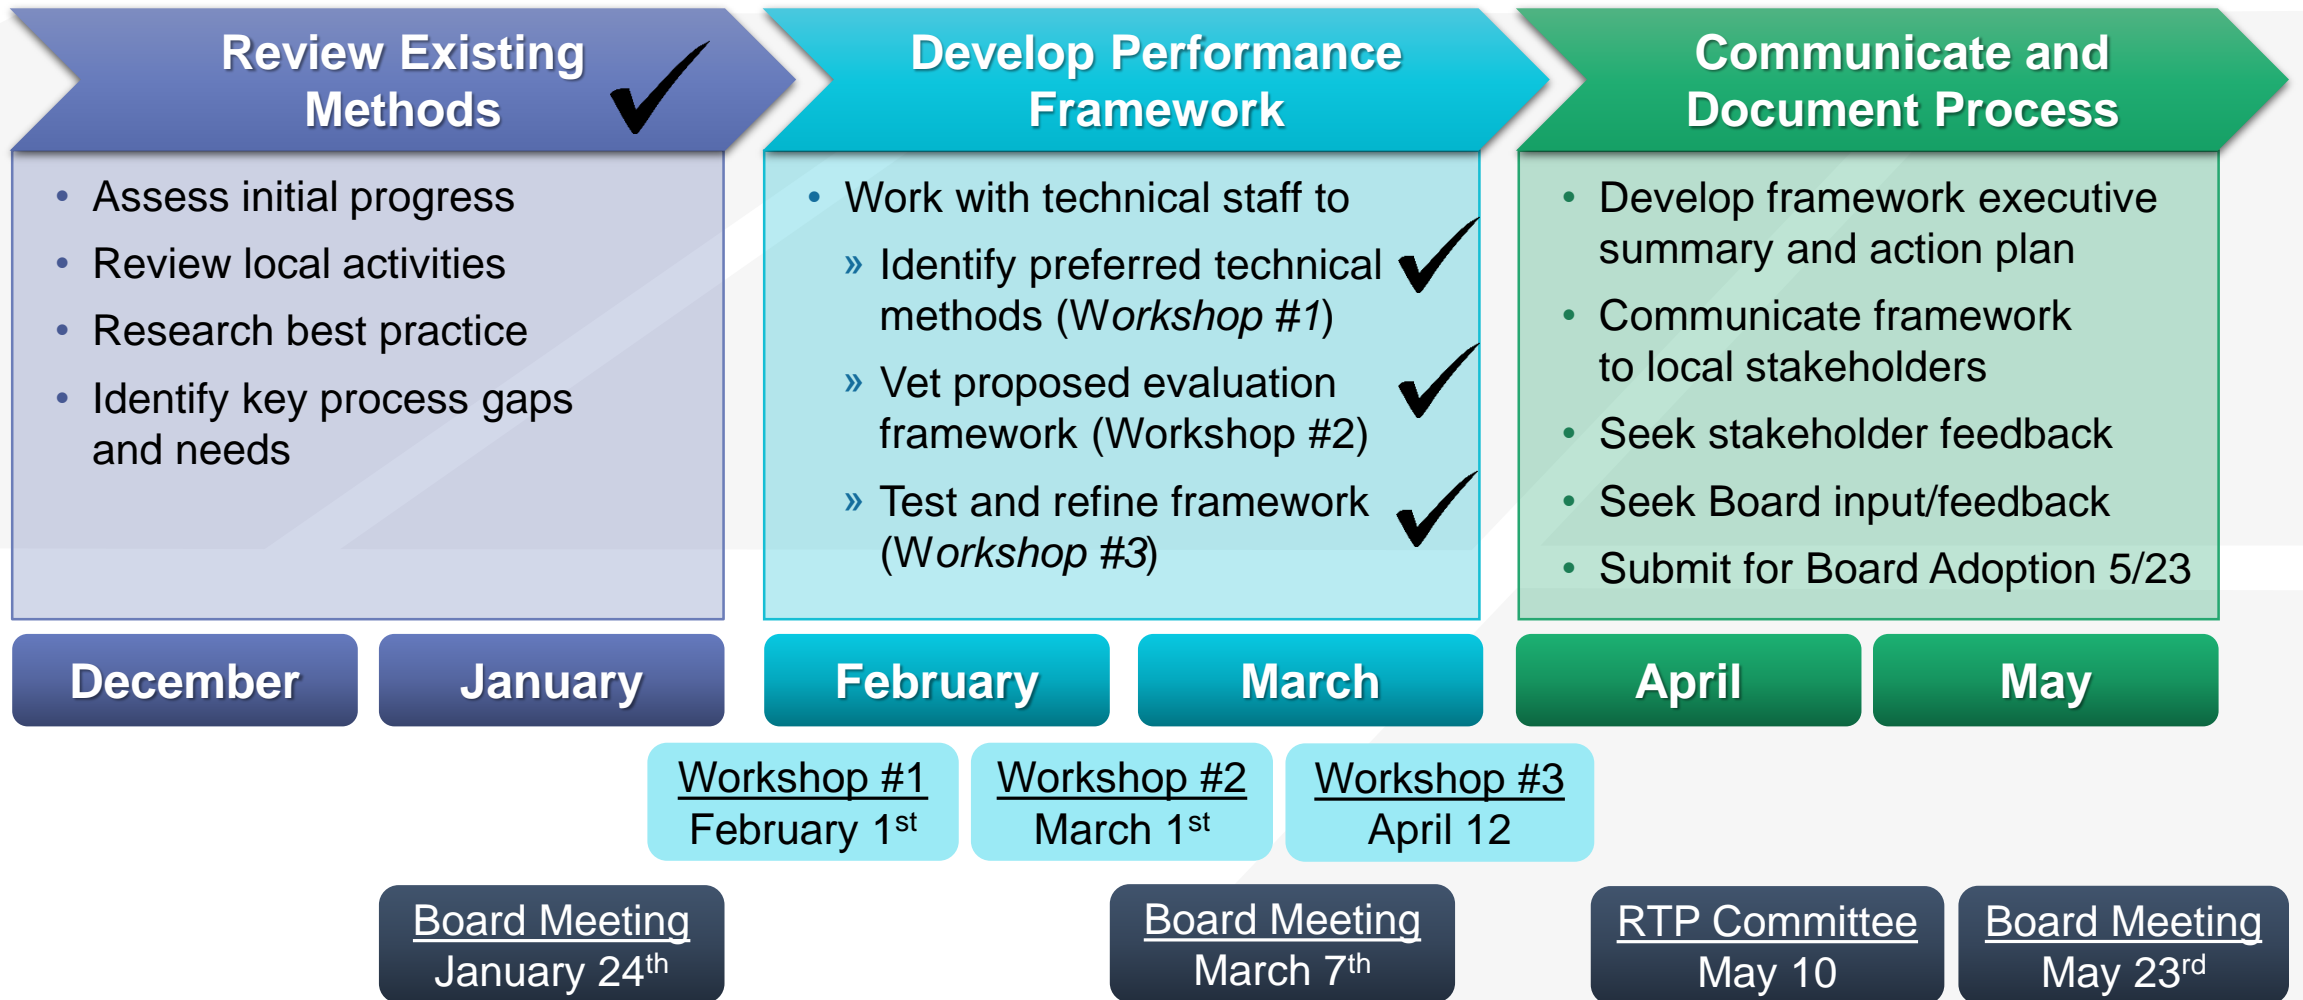 Review Existing
Methods
Develop Performance
Framework
Communicate and
Document Process
• Assess initial progress
• Review local activities
• Research best practice
• Identify key process gaps
and needs
• Work with technical staff to
» Identify preferred technical
methods (Workshop #1)
» Vet proposed evaluation
framework (Workshop #2)
» Test and refine framework
(Workshop #3)
• Develop framework executive
summary and action plan
• Communicate framework
to local stakeholders
• Seek stakeholder feedback
• Seek Board input/feedback
• Submit for Board Adoption 5/23
December
January
February
March
April
May
Workshop #1
February 1st
Workshop #2
March 1st
Workshop #3
April 12
Board Meeting
January 24th
Board Meeting
March 7th
RTP Committee
May 10
Board Meeting
May 23rd